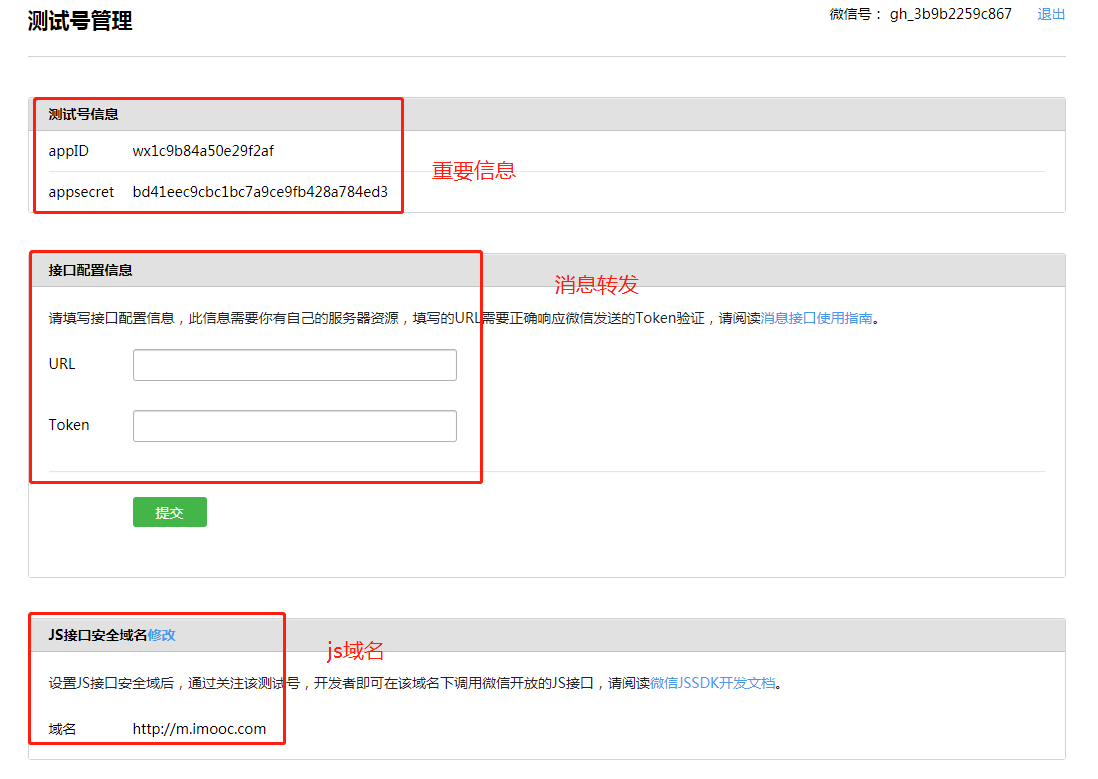 测试号管理
微信号： gh_3b9b2259c867 退出
测试号信息
appID wx1c9b84a50e29f2af
重要信息
appsecret bd41eec9cbc1bc7a9ce9fb428a784ed3
接口配置信息
消息转发
请填写接口配置信息，此信息需要你有自己的服务器资源，填写的URL需要正确响应微信发送的Token验证，请阅读消息接口使用指南。
URL
Token
提交
JS接口安全域名修改
js域名
设置JS接口安全域后，通过关注该测试号，开发者即可在该域名下调用微信开放的JS接口，请阅读微信JSSDK开发文档。
域名 http://m.imooc.com